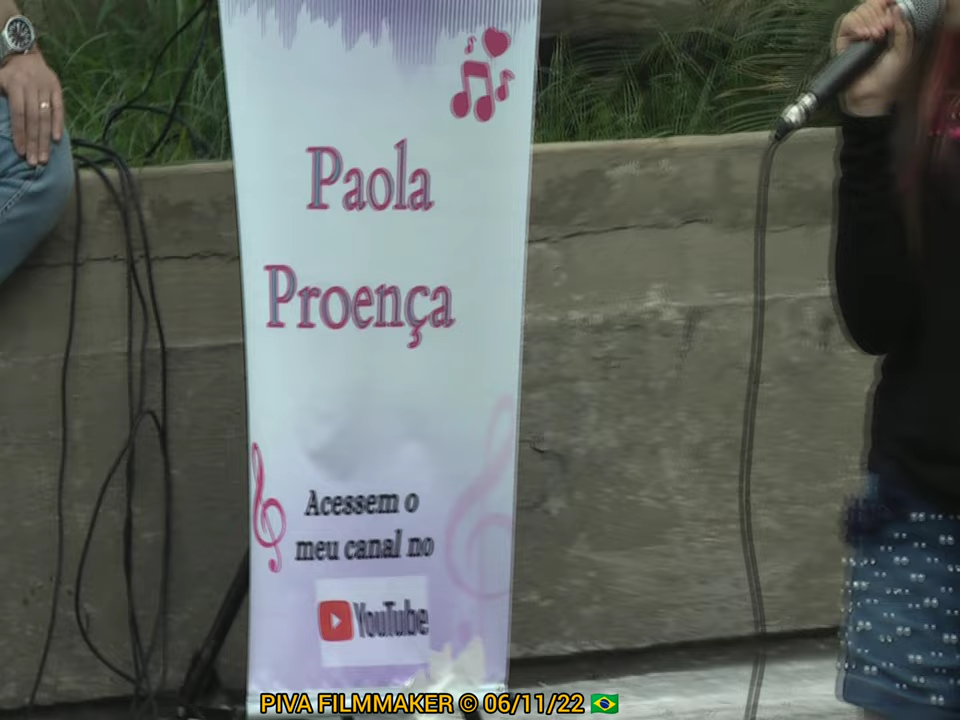 Paola
Proença
Acessem o
meu canal no
YouTube
PIVA FILMMAKER © 06/11/22 🇧🇷